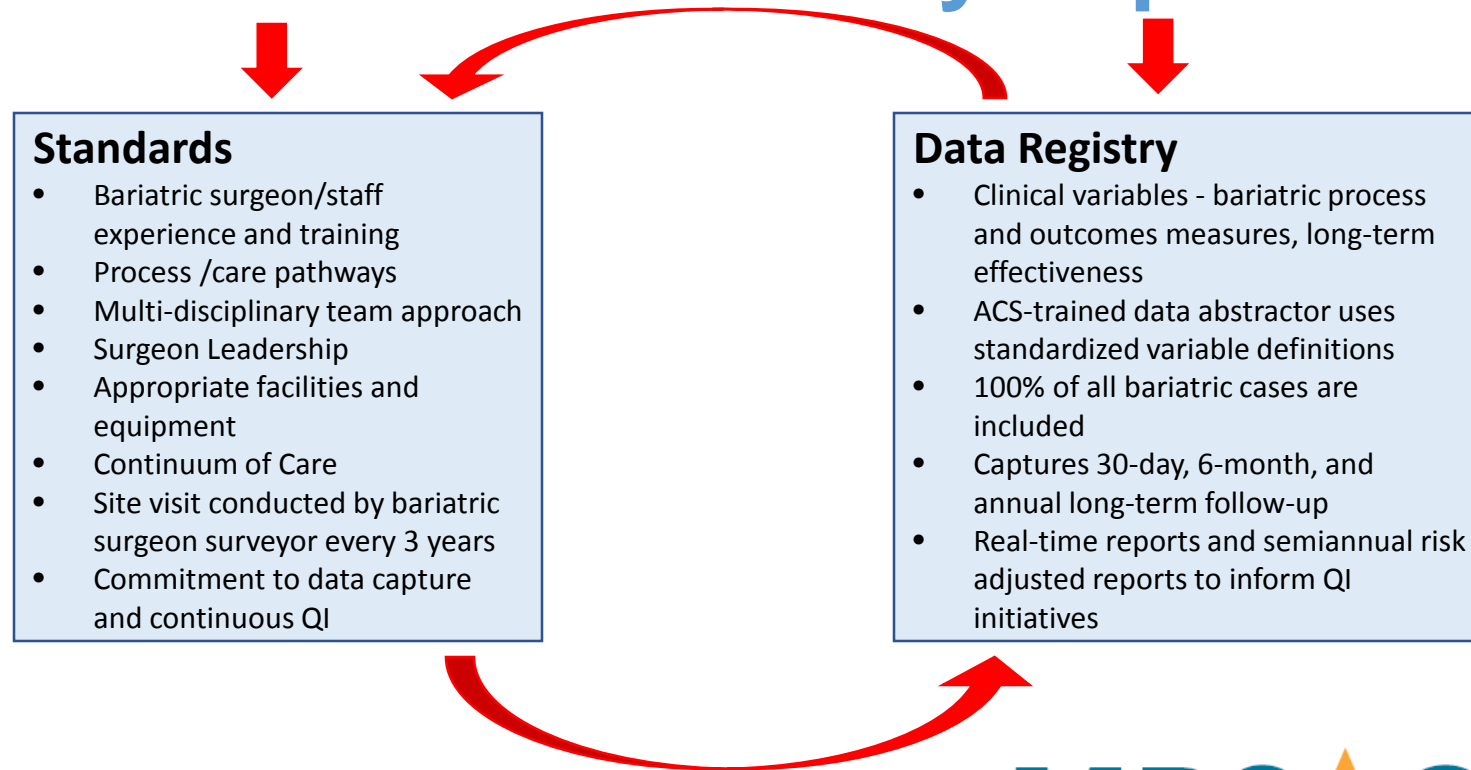 Standards
• Bariatric surgeon/staff
experience and training
• Process /care pathways
• Multi-disciplinary team approach
• Surgeon Leadership
• Appropriate facilities and
equipment
• Continuum of Care
• Site visit conducted by bariatric
surgeon surveyor every 3 years
• Commitment to data capture
and continuous QI
Data Registry
• Clinical variables - bariatric process
and outcomes measures, long-term
effectiveness
• ACS-trained data abstractor uses
standardized variable definitions
• 100% of all bariatric cases are
included
• Captures 30-day, 6-month, and
annual long-term follow-up
• Real-time reports and semiannual risk
adjusted reports to inform QI
initiatives